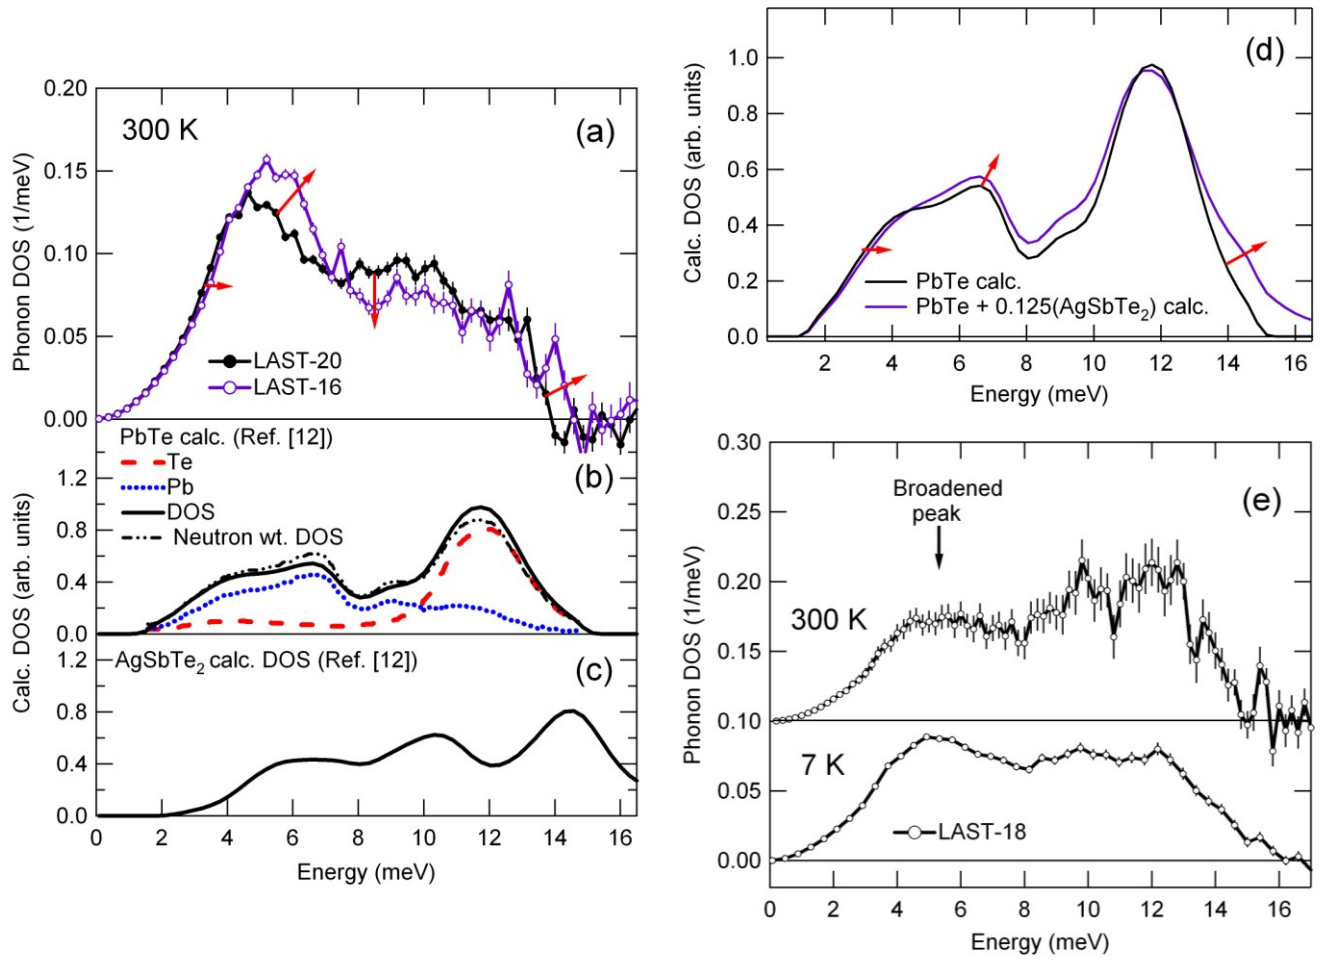 (a)
300 K
0.20
0.15
0.10
0.05
0.00
Phonon DOS (1/meV)
LAST-20
LAST-16
PbTe calc. (Ref. [12])
Te
Pb
DOS
Neutron wt. DOS
(b)
1.2
0.8
0.4
0.0
Calc. DOS (arb. units)
AgSbTe2 calc. DOS (Ref. [12])
(c)
1.2
0.8
0.4
0.0
0 2 4 6 8 10 12 14 16
Energy (meV)
(d)
1.0
0.8
0.6
0.4
0.2
0.0
Calc. DOS (arb. units)
PbTe calc.
PbTe + 0.125(AgSbTe2) calc.
2 4 6 8 10 12 14 16
Energy (meV)
(e)
0.30
0.25
0.20
0.15
0.10
0.05
0.00
Phonon DOS (1/meV)
Broadened
peak
300 K
7 K
LAST-18
0 2 4 6 8 10 12 14 16
Energy (meV)